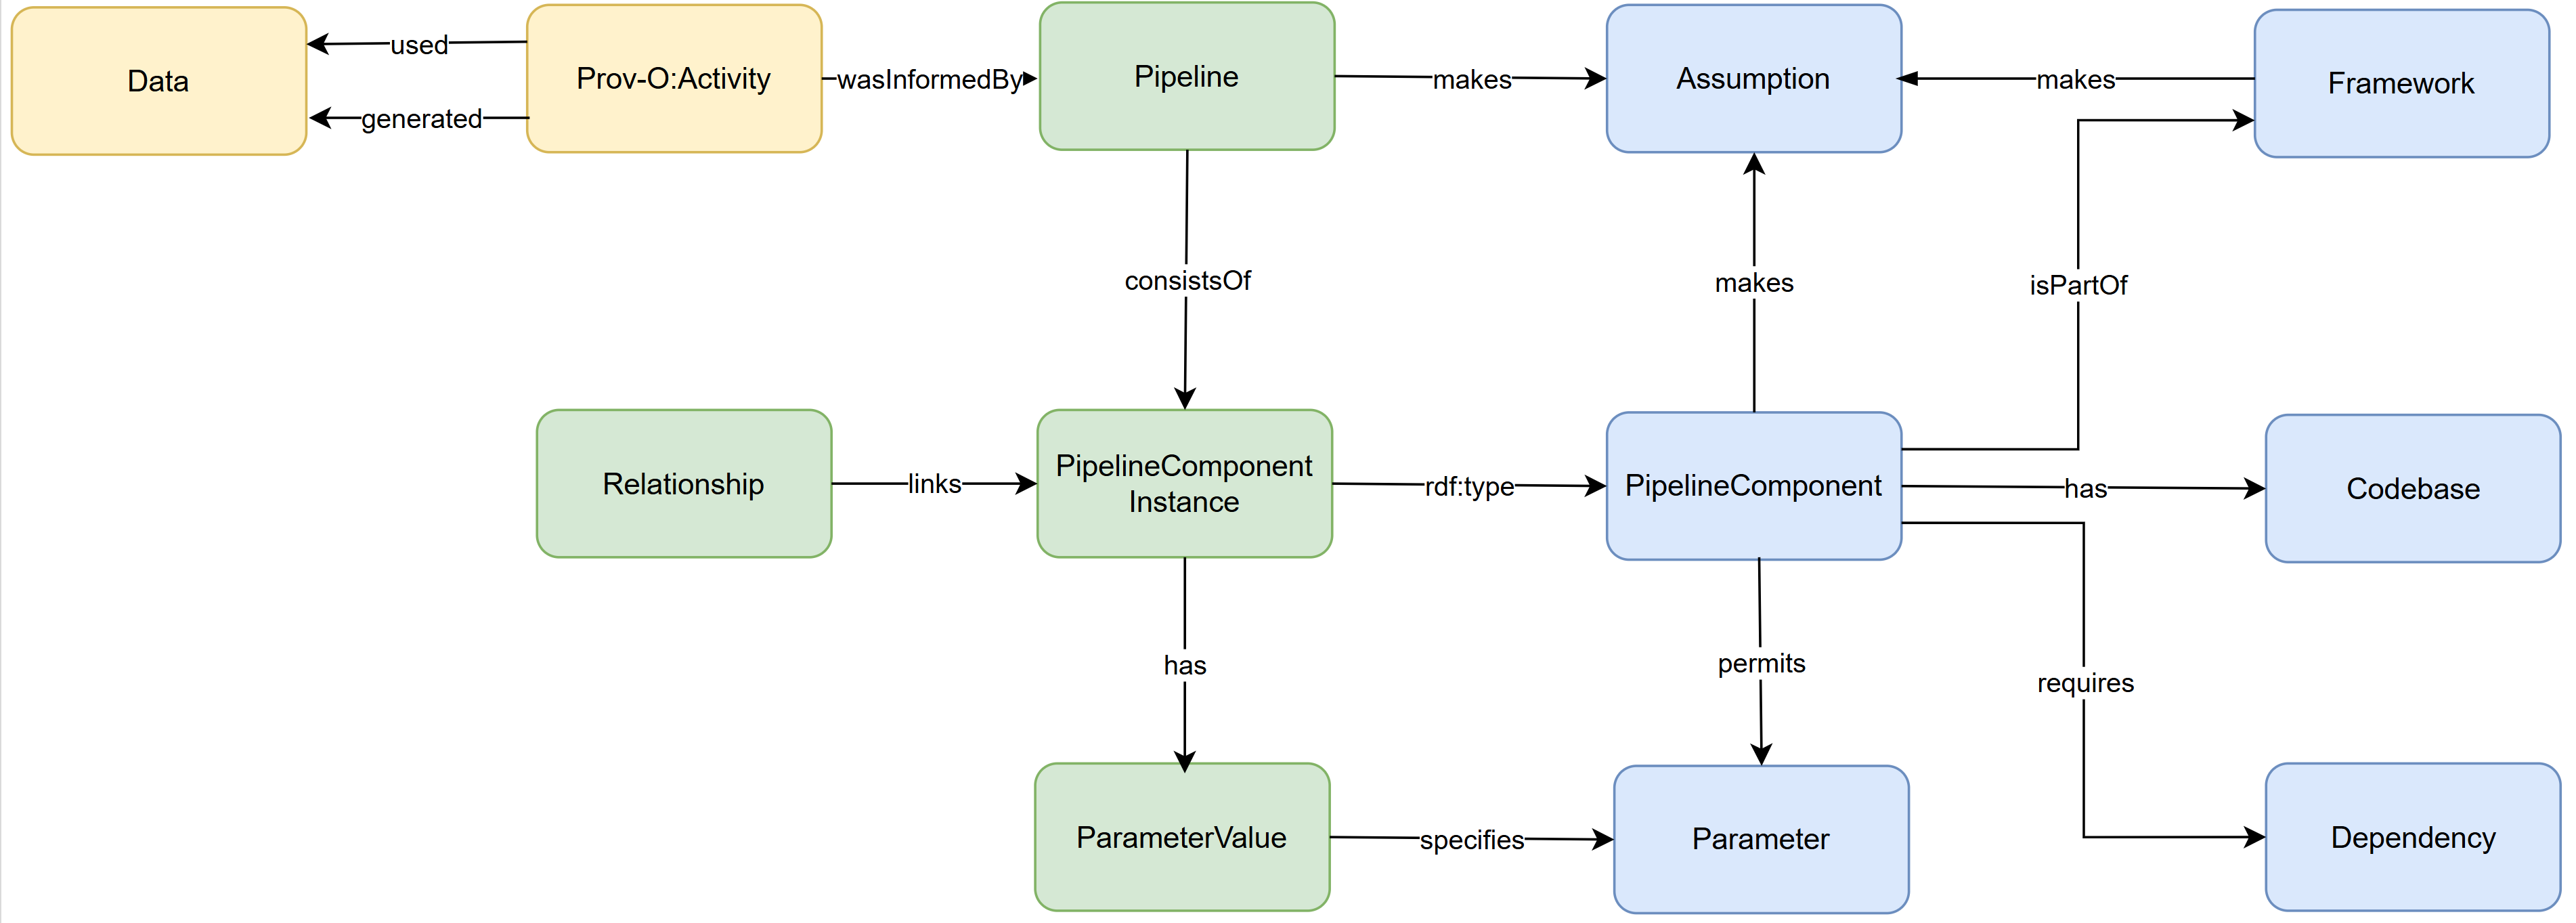 Data
used
generated
Prov-O:Activity
wasInformedBy
Pipeline
makes
Assumption
makes
Framework
consistsOf
makes
isPartOf
Relationship
links
PipelineComponent
Instance
rdf:type
PipelineComponent
has
Codebase
has
permits
requires
ParameterValue
specifies
Parameter
Dependency